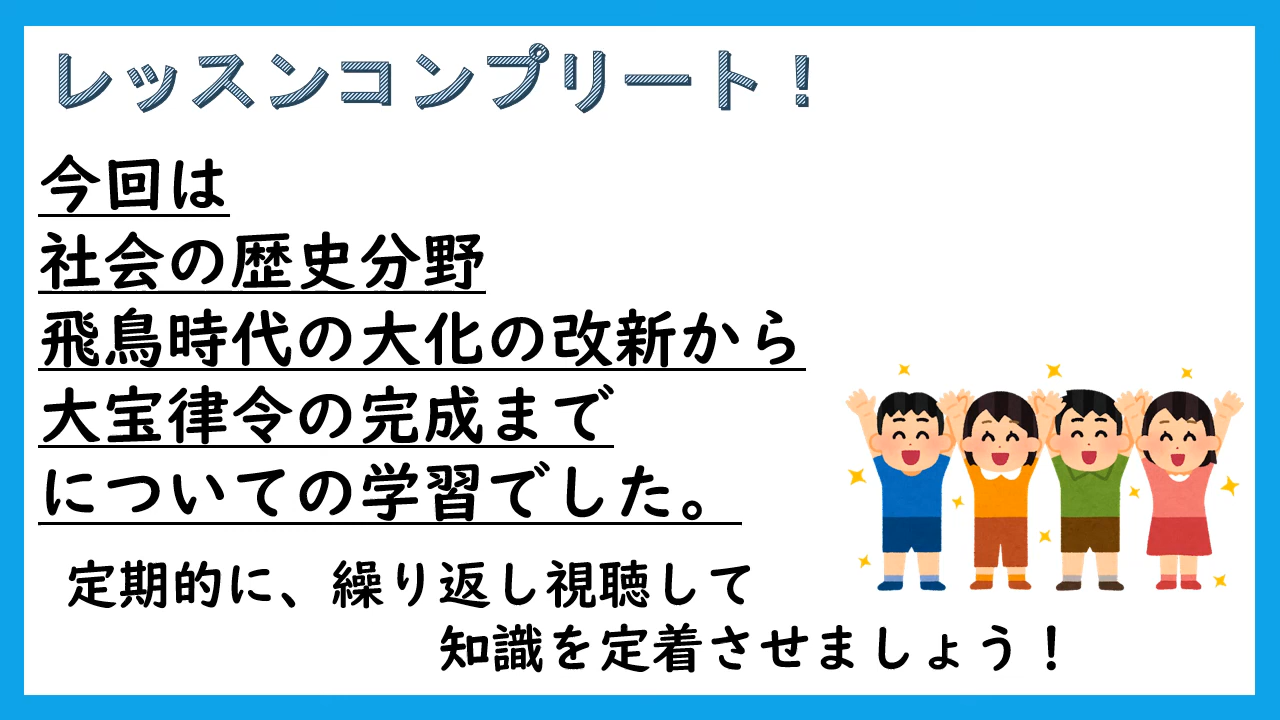 レッスンコンプリート！
今回は
社会の歴史分野
飛鳥時代の大化の改新から
大宝律令の完成まで
についての学習でした。
定期的に、繰り返し視聴して
知識を定着させましょう！